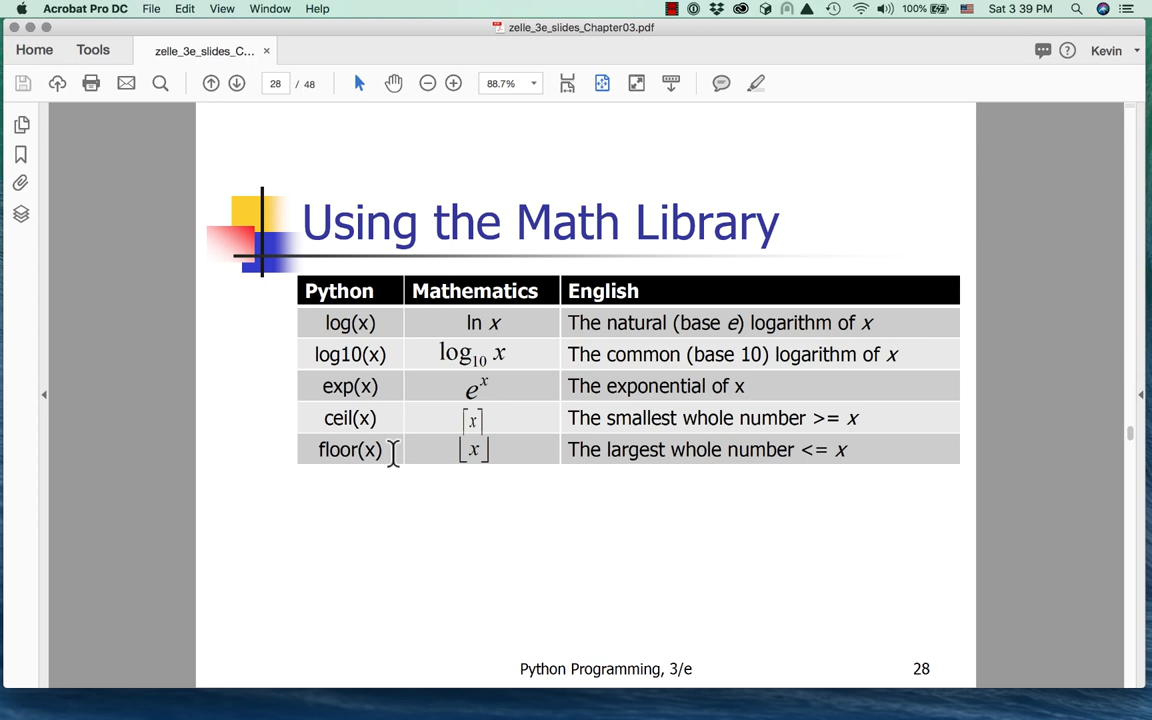 Acrobat Pro DC File Edit View Window Help 100% Sat 3:39 PM
zelle_3e_slides_Chapter03.pdf
Home Tools zelle_3e_slides_C... × ? Kevin
28 / 48 88.7%
Using the Math Library
Python Mathematics English
log(x) ln x The natural (base e) logarithm of x
log10(x) log₁₀ x The common (base 10) logarithm of x
exp(x) eˣ The exponential of x
ceil(x) ⌈x⌉ The smallest whole number >= x
floor(x) ⌊x⌋ The largest whole number <= x
Python Programming, 3/e 28